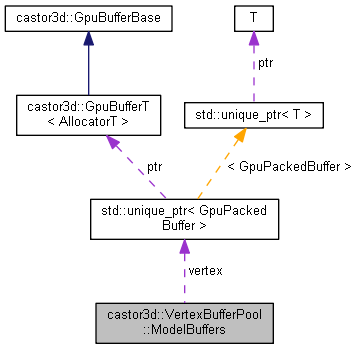 castor3d::GpuBufferBase
T
castor3d::GpuBufferT
< AllocatorT >
ptr
std::unique_ptr< T >
ptr
< GpuPackedBuffer >
std::unique_ptr< GpuPacked
Buffer >
vertex
castor3d::VertexBufferPool
::ModelBuffers